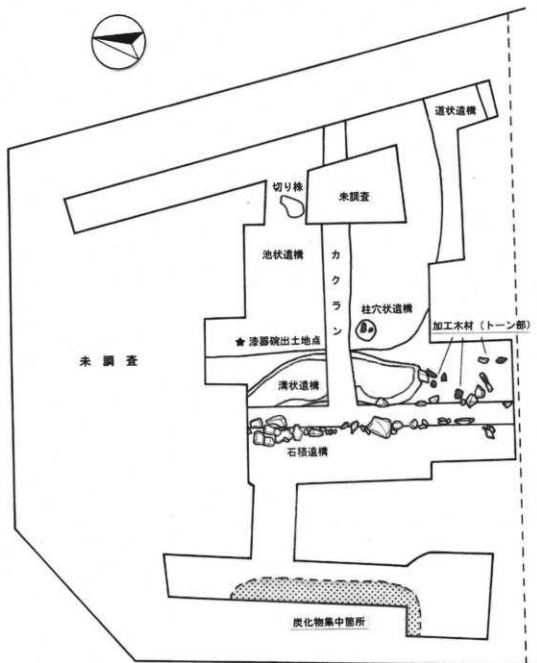 道状遺構
切り株
未調査
池状遺構
カクラン
柱穴状遺構
加工木材（トーン部）
★漆器碗出土地点
未調査
溝状遺構
石積遺構
炭化物集中箇所